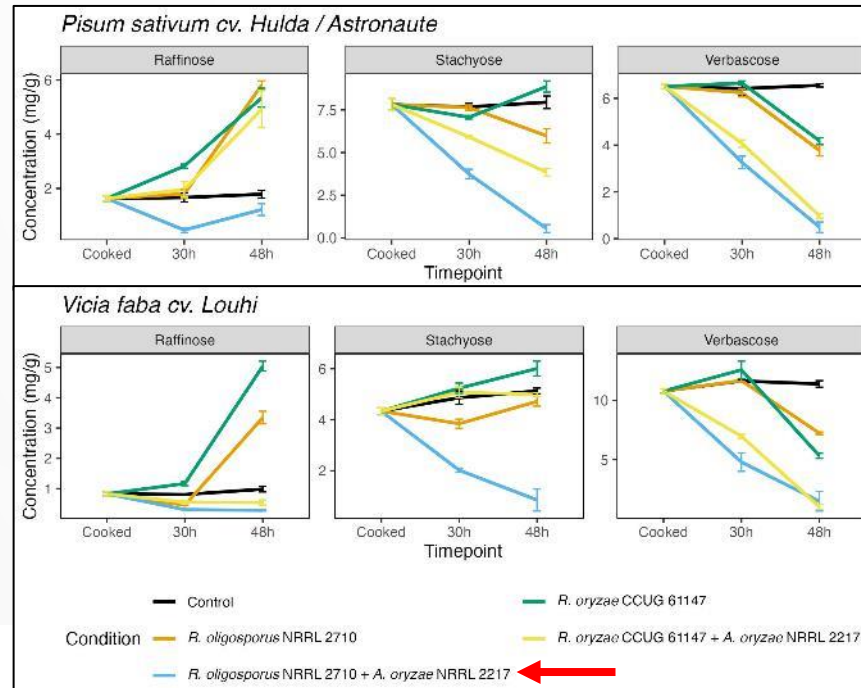 Pisum sativum cv. Hulda / Astronaute
Raffinose Stachyose Verbascose
Concentration (mg/g)
6
4
2
7.5
5.0
2.5
0.0
6
4
2
0
Cooked 30h 48h Cooked 30h 48h Cooked 30h 48h
Timepoint
Vicia faba cv. Louhi
Raffinose Stachyose Verbascose
Concentration (mg/g)
5
4
3
2
1
6
4
2
10
5
Cooked 30h 48h Cooked 30h 48h Cooked 30h 48h
Timepoint
Condition
Control
R. oligosporus NRRL 2710
R. oligosporus NRRL 2710 + A. oryzae NRRL 2217
R. oryzae CCUG 61147
R. oryzae CCUG 61147 + A. oryzae NRRL 2217